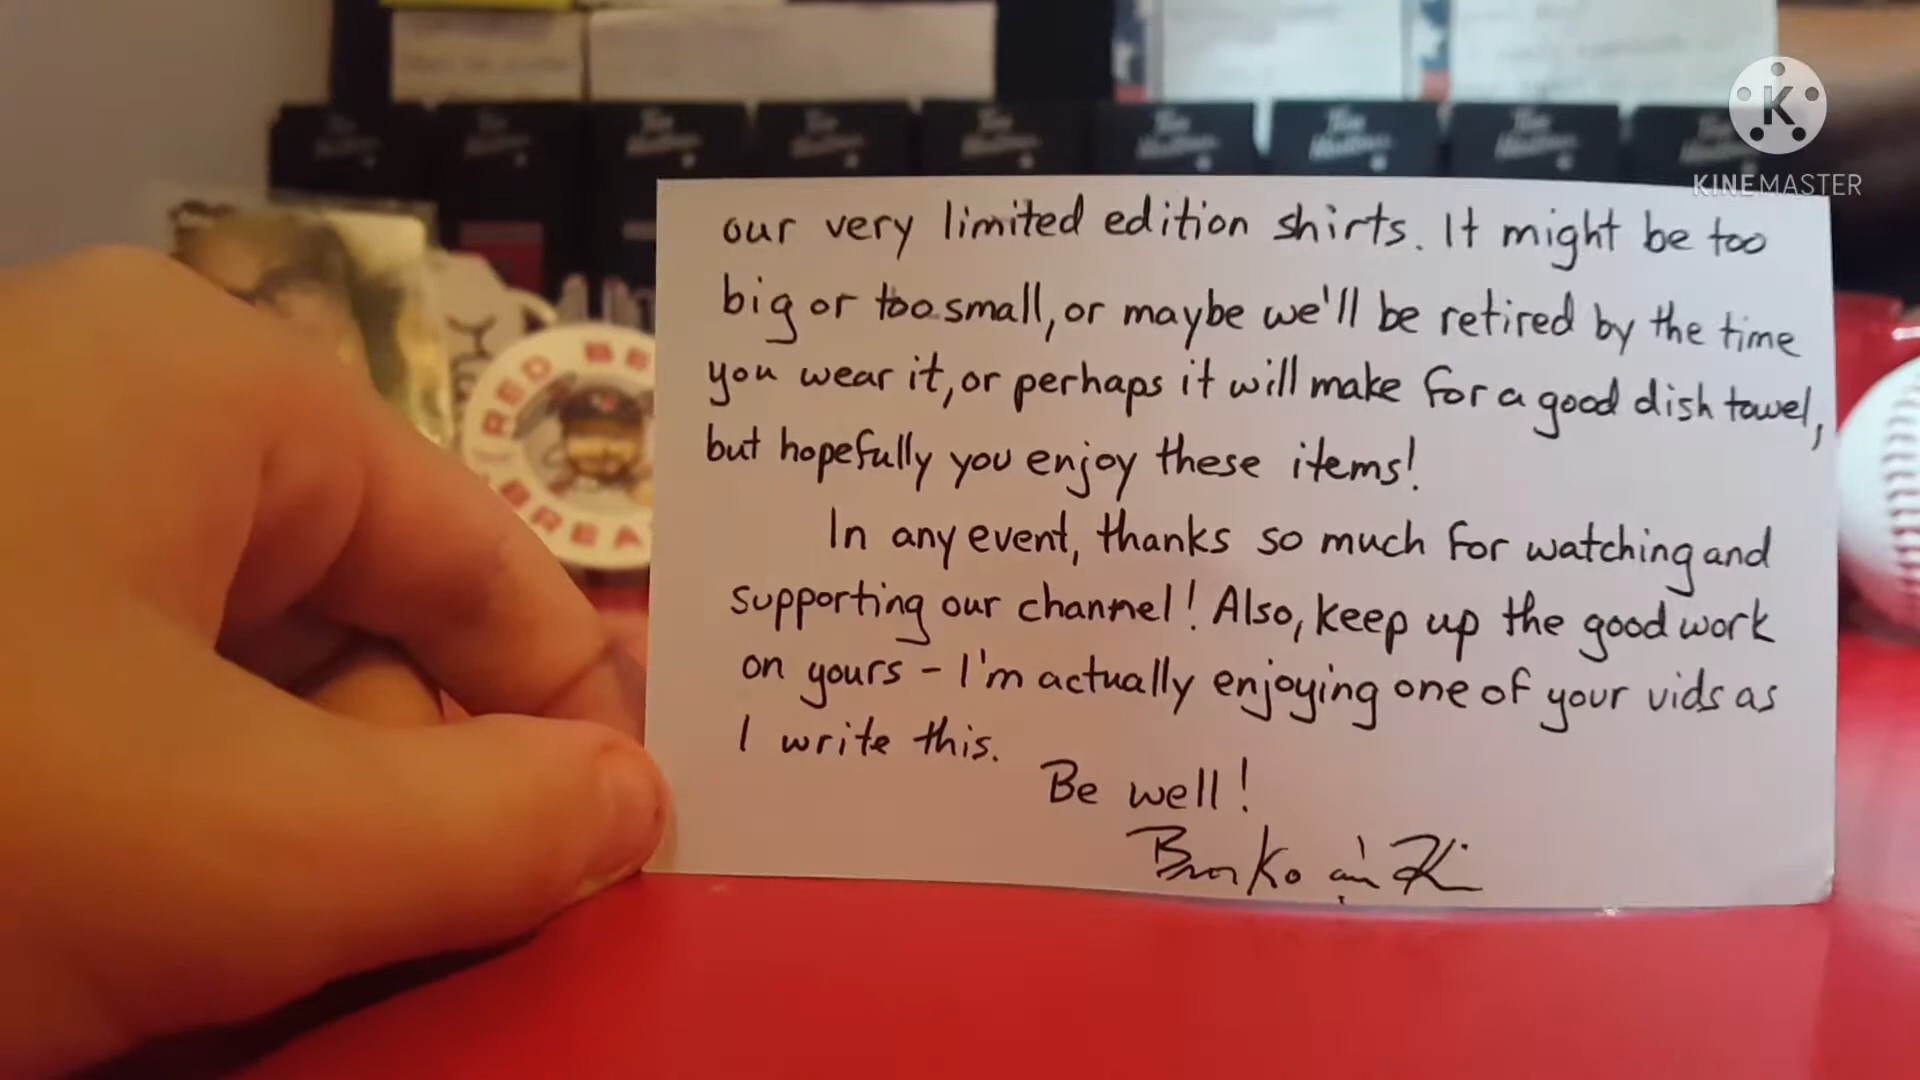 K
KINEMASTER
RED BE
BREA
our very limited edition shirts. It might be too
big or too small, or maybe we'll be retired by the time
you wear it, or perhaps it will make for a good dish towel,
but hopefully you enjoy these items!
In any event, thanks so much for watching and
supporting our channel! Also, keep up the good work
on yours - I'm actually enjoying one of your vids as
I write this.
Be well!